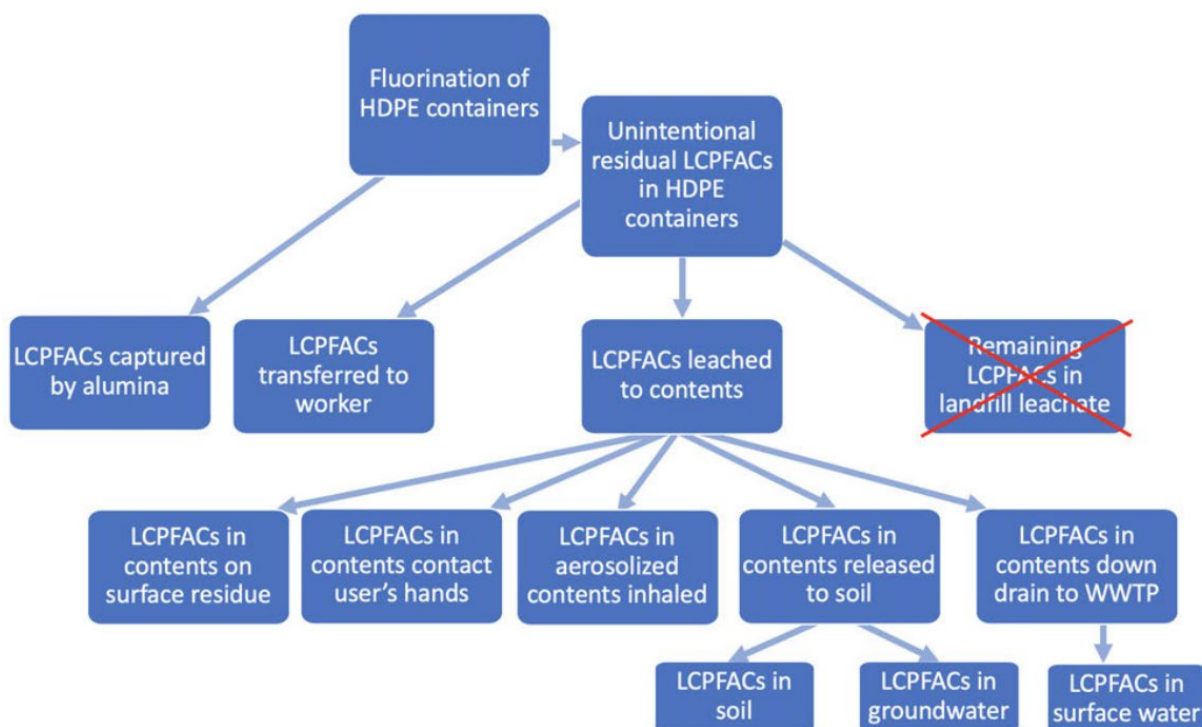 Fluorination of
HDPE containers
Unintentional
residual LCPFACs
in HDPE
containers
LCPFACs captured
by alumina
LCPFACs
transferred to
worker
LCPFACs leached
to contents
Remaining
LCPFACs in
landfill leachate
LCPFACs in
contents on
surface residue
LCPFACs in
contents contact
user's hands
LCPFACs in
aerosolized
contents inhaled
LCPFACs in
contents released
to soil
LCPFACs in
contents down
drain to WWTP
LCPFACs in
soil
LCPFACs in
groundwater
LCPFACs in
surface water